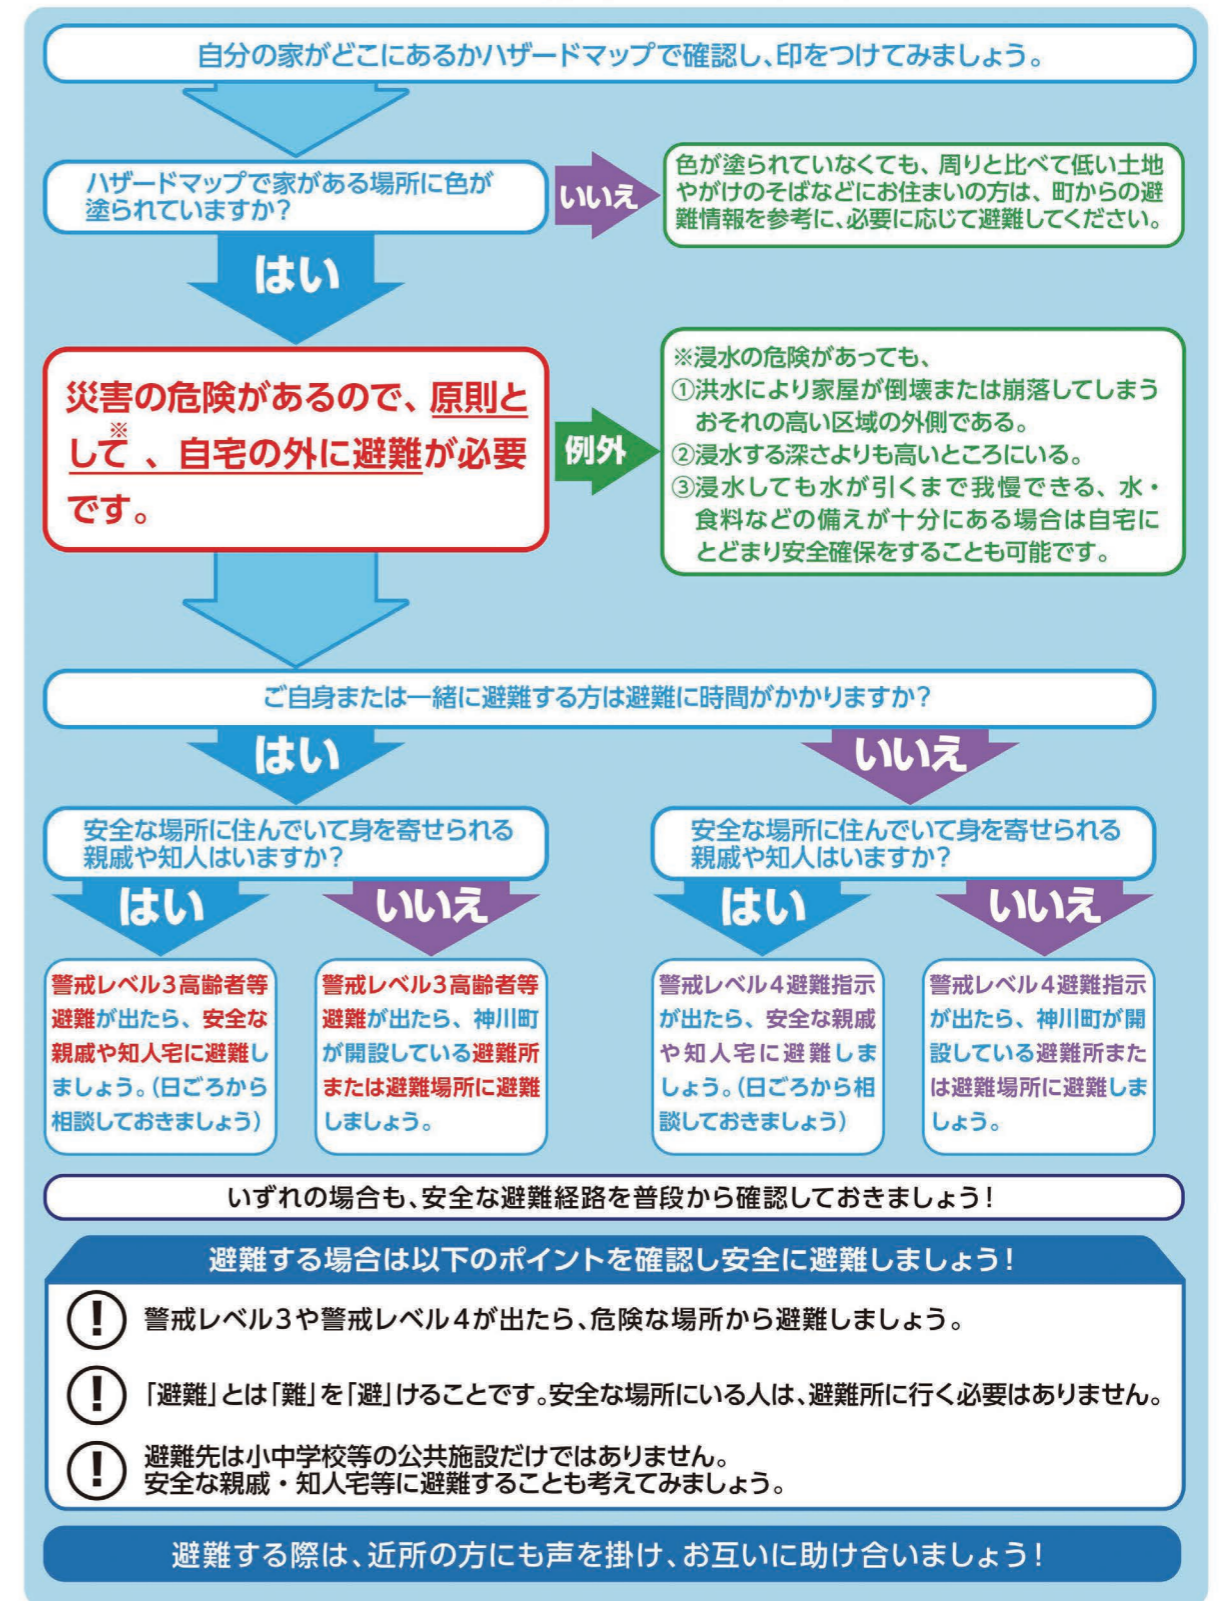 自分の家がどこにあるかハザードマップで確認し、印をつけてみましょう。
ハザードマップで家がある場所に色が
塗られていますか？
いいえ
色が塗られていなくても、周りと比べて低い土地
やがけのそばなどにお住まいの方は、町からの避
難情報を参考に、必要に応じて避難してください。
はい
災害の危険があるので、原則と
して※、自宅の外に避難が必要
です。
例外
※浸水の危険があっても、
①洪水により家屋が倒壊または崩落してしまう
おそれの高い区域の外側である。
②浸水する深さよりも高いところにいる。
③浸水しても水が引くまで我慢できる、水・
食料などの備えが十分にある場合は自宅に
とどまり安全確保をすることも可能です。
ご自身または一緒に避難する方は避難に時間がかかりますか？
はい
いいえ
安全な場所に住んでいて身を寄せられる
親戚や知人はいますか？
安全な場所に住んでいて身を寄せられる
親戚や知人はいますか？
はい
いいえ
はい
いいえ
警戒レベル3高齢者等
避難が出たら、安全な
親戚や知人宅に避難し
ましょう。（日ごろから
相談しておきましょう）
警戒レベル3高齢者等
避難が出たら、神川町
が開設している避難所
または避難場所に避難
しましょう。
警戒レベル4避難指示
が出たら、安全な親戚
や知人宅に避難しま
しょう。（日ごろから相
談しておきましょう）
警戒レベル4避難指示
が出たら、神川町が開
設している避難所また
は避難場所に避難しま
しょう。
いずれの場合も、安全な避難経路を普段から確認しておきましょう！
避難する場合は以下のポイントを確認し安全に避難しましょう！
! 警戒レベル3や警戒レベル4が出たら、危険な場所から避難しましょう。
! 「避難」とは「難」を「避」けることです。安全な場所にいる人は、避難所に行く必要はありません。
! 避難先は小中学校等の公共施設だけではありません。
安全な親戚・知人宅等に避難することも考えてみましょう。
避難する際は、近所の方にも声を掛け、お互いに助け合いましょう！